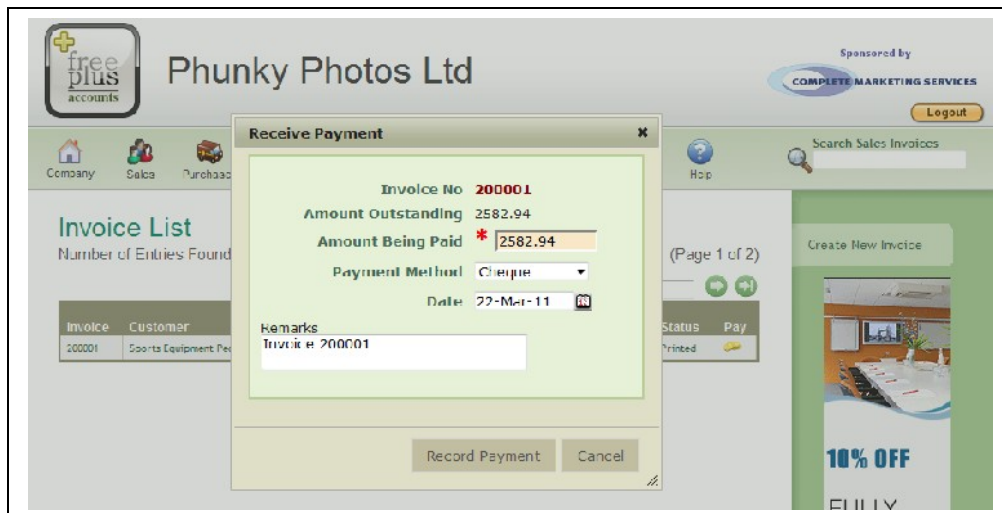 free
plus
accounts
Phunky Photos Ltd
Sponsored by
COMPLETE MARKETING SERVICES
Logout
Company
Sales
Purchase
Help
Search Sales Invoices
Receive Payment
Invoice No 200001
Amount Outstanding 2582.94
Amount Being Paid * 2582.94
Payment Method Cheque
Date 22-Mar-11
Remarks
Invoice 200001
Record Payment Cancel
Invoice List
Number of Entries Found
(Page 1 of 2)
Invoice Customer Status Pay
200001 Sports Equipment Printed
Create New Invoice
10% OFF
FULLY